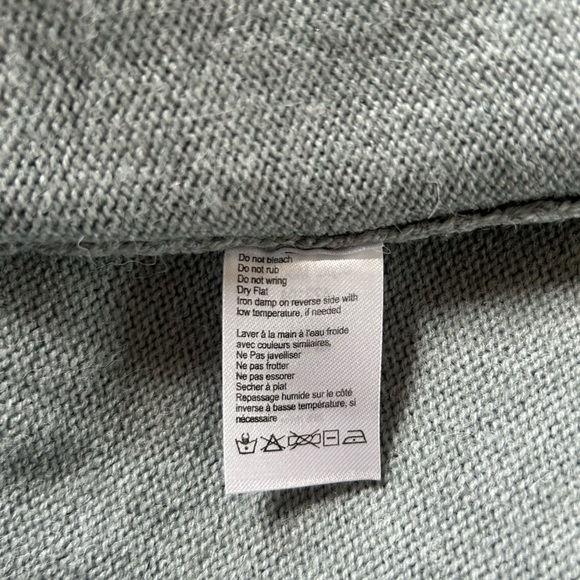 Do not bleach
Do not rub
Do not wring
Dry Flat
Iron damp on reverse side with
low temperature, if needed
Laver à la main à l'eau froide
avec couleurs similaires,
Ne Pas javelliser
Ne pas frotter
Ne pas essorer
Secher à plat
Repassage humide sur le côté
inverse à basse température, si
nécessaire